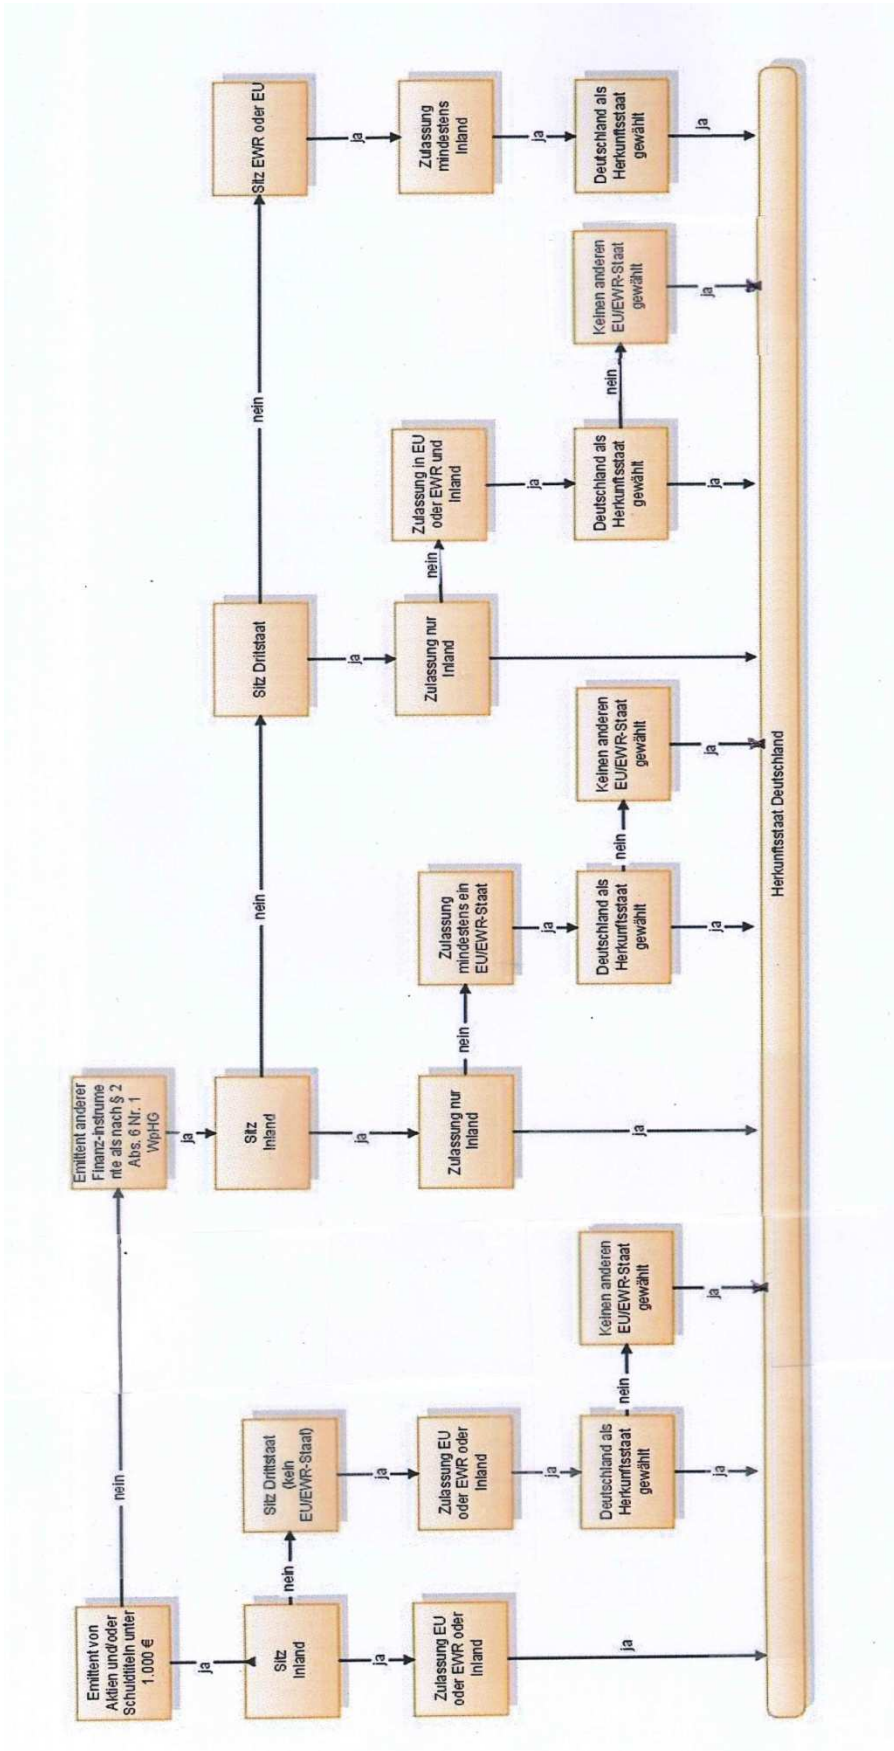 Emittent von
Aktien und/oder
Schuldtiteln unter
1.000 €
nein
Emittent anderer
Finanz-instrume
nte als nach § 2
Abs. 6 Nr. 1
WpHG
ja
ja
Sitz
Inland
nein
Sitz Drittstaat
(kein
EU/EWR-Staat)
Sitz
Inland
nein
Sitz Dritstaat
nein
Sitz EWR oder EU
ja
ja
ja
ja
ja
Zulassung EU
oder EWR oder
Inland
Zulassung EU
oder EWR oder
Inland
Zulassung nur
Inland
nein
Zulassung
mindestens ein
EU/EWR-Staat
Zulassung nur
Inland
nein
Zulassung in EU
oder EWR und
Inland
Zulassung
mindestens
Inland
ja
ja
ja
ja
Deutschland als
Herkunftsstaat
gewählt
nein
Keinen anderen
EU/EWR-Staat
gewählt
Deutschland als
Herkunftsstaat
gewählt
nein
Keinen anderen
EU/EWR-Staat
gewählt
Deutschland als
Herkunftsstaat
gewählt
nein
Keinen anderen
EU/EWR-Staat
gewählt
Deutschland als
Herkunftsstaat
gewählt
ja
ja
ja
ja
ja
ja
ja
ja
ja
Herkunftsstaat Deutschland